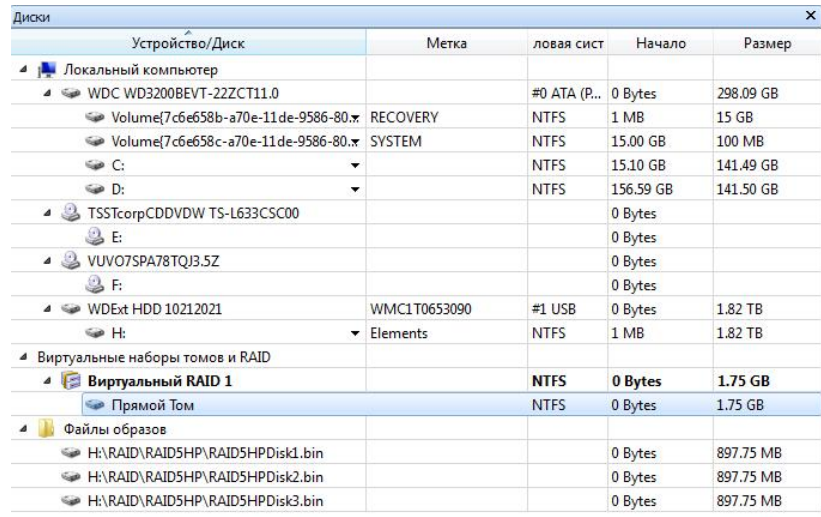 Диски
Устройство/Диск Метка ловая сист Начало Размер
Локальный компьютер
WDC WD3200BEVT-22ZCT11.0 #0 ATA (P... 0 Bytes 298.09 GB
Volume{7c6e658b-a70e-11de-9586-80... RECOVERY NTFS 1 MB 15 GB
Volume{7c6e658c-a70e-11de-9586-80... SYSTEM NTFS 15.00 GB 100 MB
C: NTFS 15.10 GB 141.49 GB
D: NTFS 156.59 GB 141.50 GB
TSSTcorpCDDVDW TS-L633CSC00 0 Bytes
E: 0 Bytes
VUVO7SPA78TQJ3.5Z 0 Bytes
F: 0 Bytes
WDExt HDD 10212021 WMC1T0653090 #1 USB 0 Bytes 1.82 TB
H: Elements NTFS 1 MB 1.82 TB
Виртуальные наборы томов и RAID
Виртуальный RAID 1 NTFS 0 Bytes 1.75 GB
Прямой Том NTFS 0 Bytes 1.75 GB
Файлы образов
H:\RAID\RAID5HP\RAID5HPDisk1.bin 0 Bytes 897.75 MB
H:\RAID\RAID5HP\RAID5HPDisk2.bin 0 Bytes 897.75 MB
H:\RAID\RAID5HP\RAID5HPDisk3.bin 0 Bytes 897.75 MB